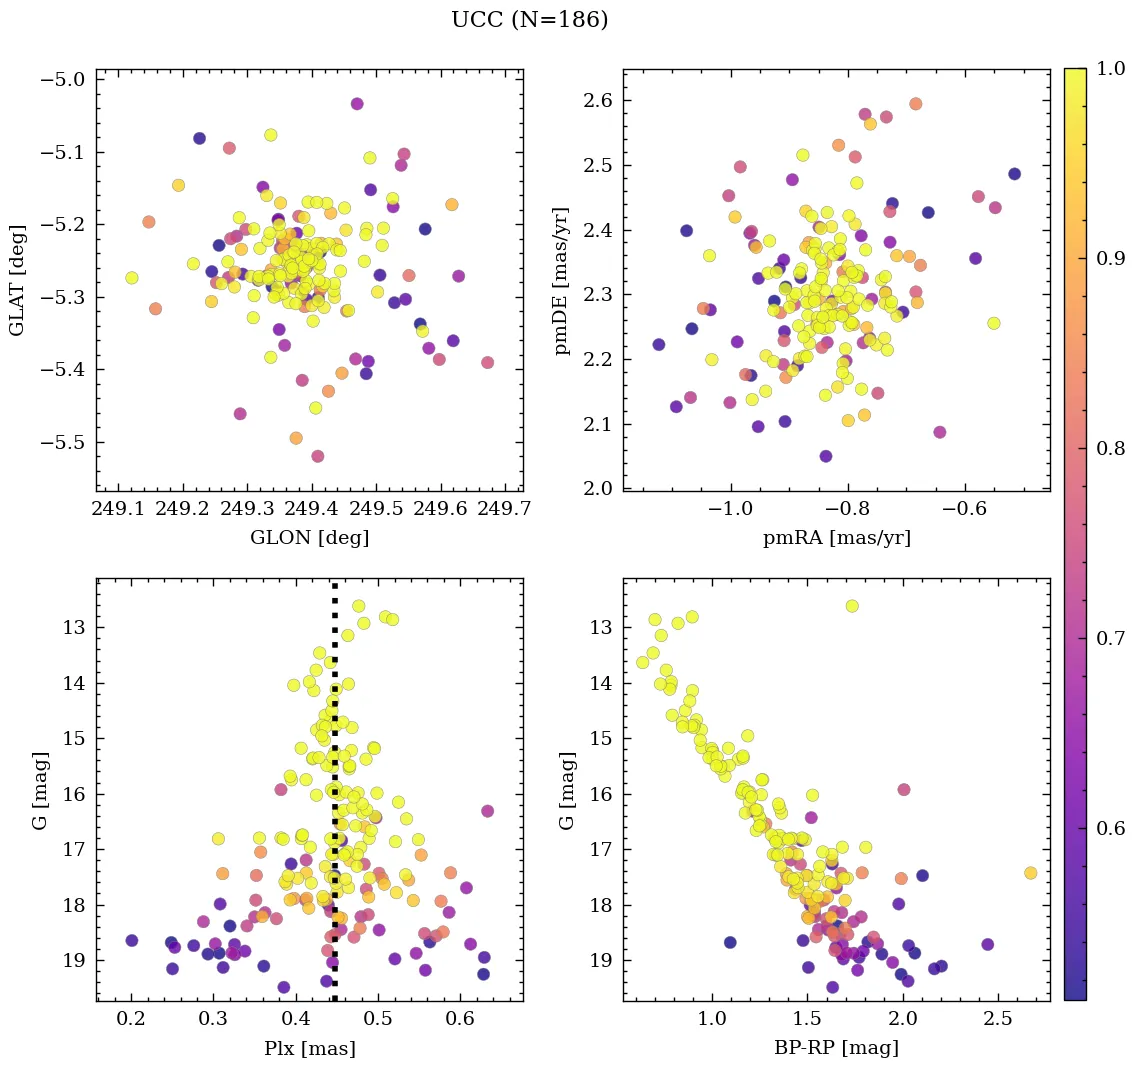 UCC (N=186)
−5.0
−5.1
−5.2
−5.3
−5.4
−5.5
GLAT [deg]
249.1 249.2 249.3 249.4 249.5 249.6 249.7
GLON [deg]
2.6
2.5
2.4
2.3
2.2
2.1
2.0
pmDE [mas/yr]
−1.0 −0.8 −0.6
pmRA [mas/yr]
13
14
15
16
17
18
19
G [mag]
0.2 0.3 0.4 0.5 0.6
Plx [mas]
13
14
15
16
17
18
19
G [mag]
1.0 1.5 2.0 2.5
BP-RP [mag]
1.0
0.9
0.8
0.7
0.6